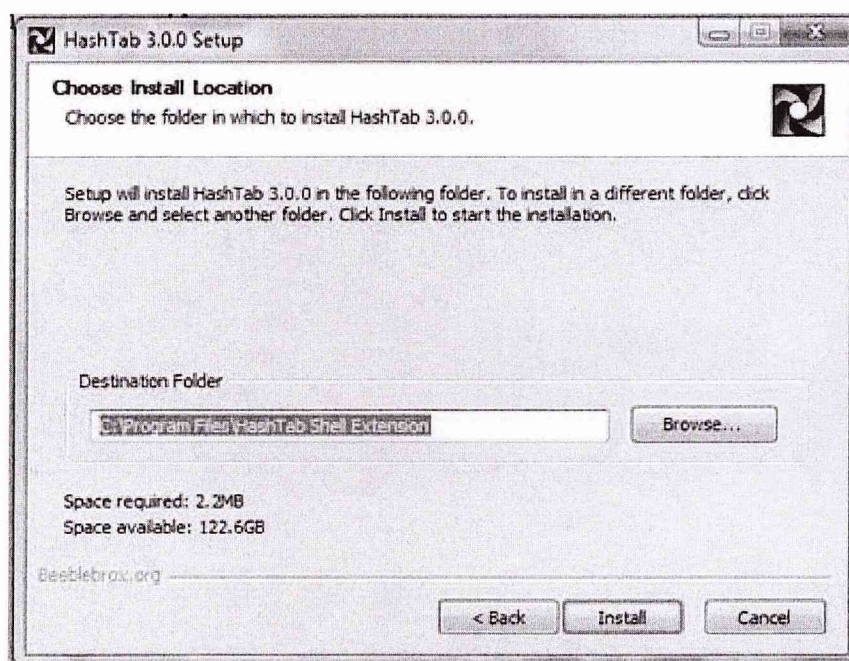 HashTab 3.0.0 Setup
Choose Install Location
Choose the folder in which to install HashTab 3.0.0.
Setup will install HashTab 3.0.0 in the following folder. To install in a different folder, click
Browse and select another folder. Click Install to start the installation.
Destination Folder
C:\Program Files\HashTab Shell Extension
Browse...
Space required: 2.2MB
Space available: 122.6GB
Beeblebrox.org
< Back
Install
Cancel